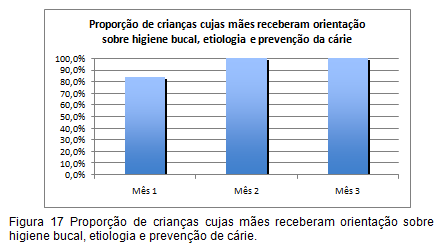 Proporção de crianças cujas mães receberam orientação
sobre higiene bucal, etiologia e prevenção da cárie
100,0%
90,0%
80,0%
70,0%
60,0%
50,0%
40,0%
30,0%
20,0%
10,0%
0,0%
Mês 1 Mês 2 Mês 3
Figura 17 Proporção de crianças cujas mães receberam orientação sobre
higiene bucal, etiologia e prevenção de cárie.